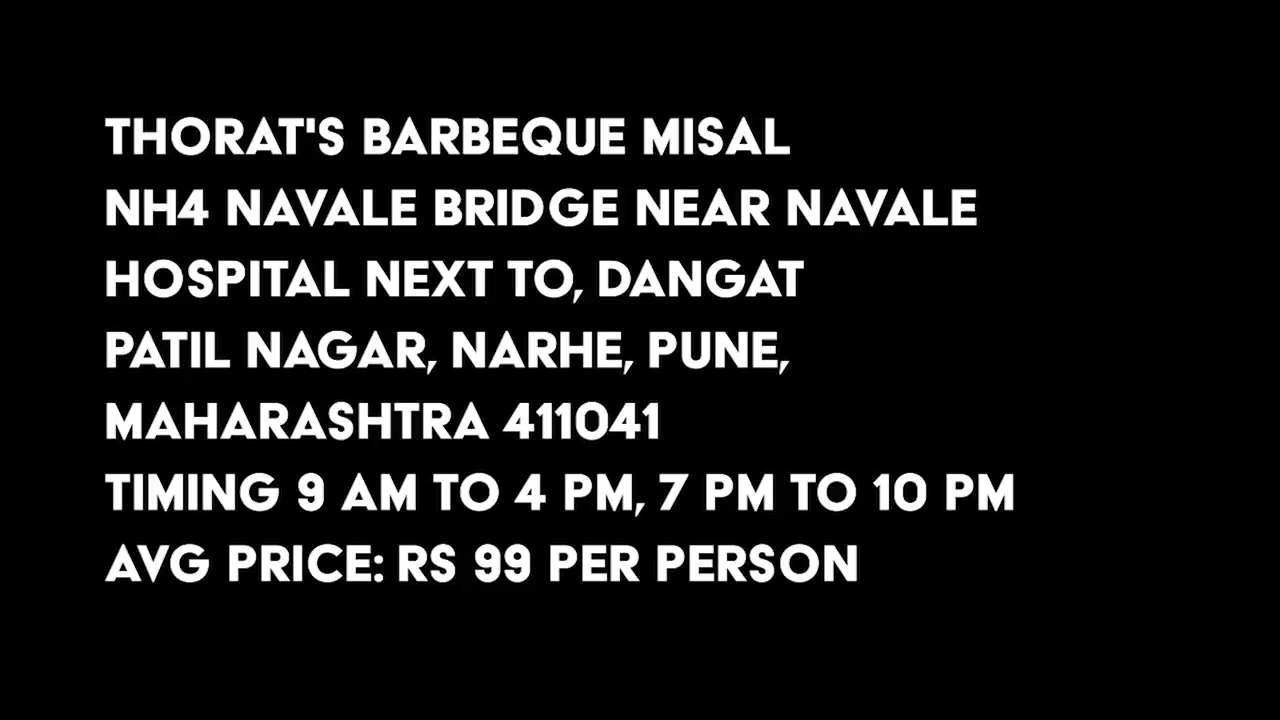 THORAT'S BARBEQUE MISAL
NH4 NAVALE BRIDGE NEAR NAVALE
HOSPITAL NEXT TO, DANGAT
PATIL NAGAR, NARHE, PUNE,
MAHARASHTRA 411041
TIMING 9 AM TO 4 PM, 7 PM TO 10 PM
AVG PRICE: RS 99 PER PERSON